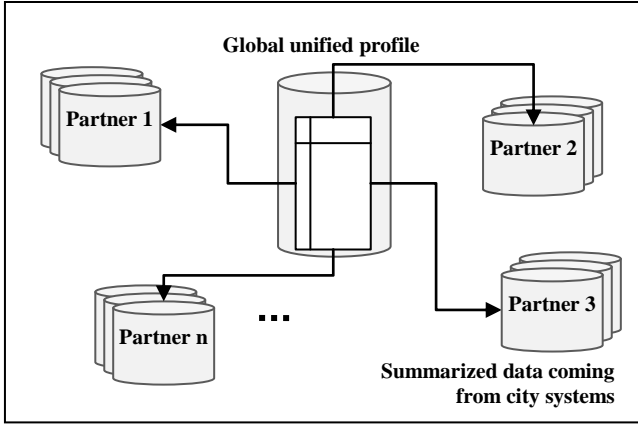 Global unified profile
Partner 1
Partner 2
Partner 3
Partner n
...
Summarized data coming
from city systems